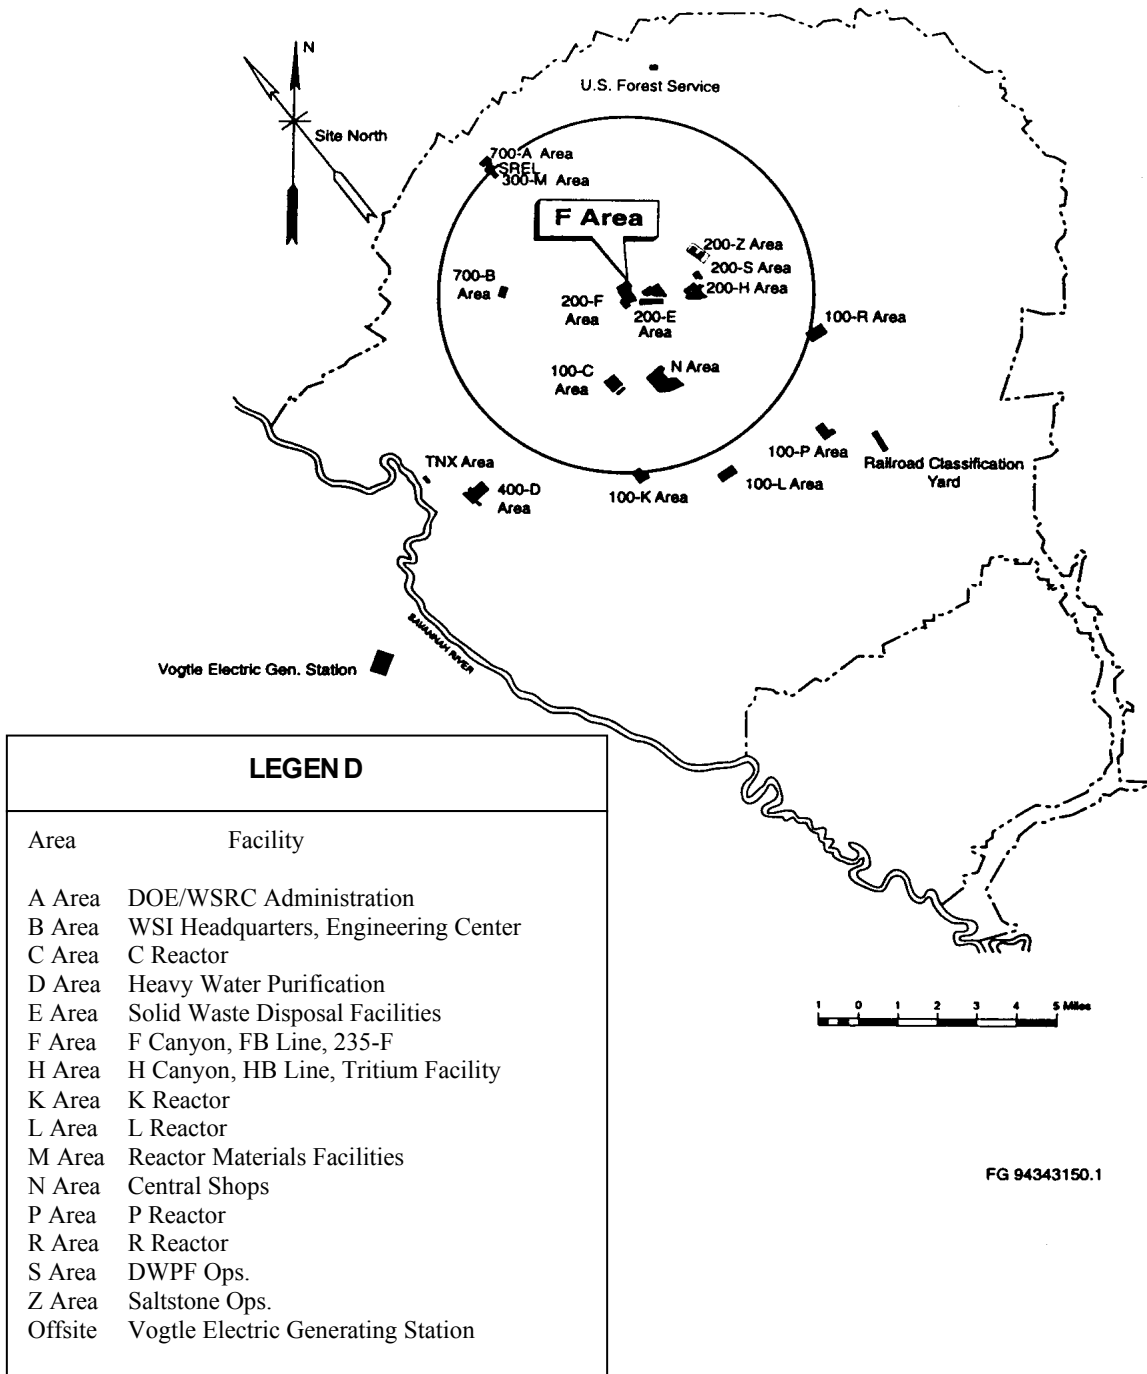 N
Site North
U.S. Forest Service
700-A Area
SREL
300-M Area
F Area
200-Z Area
200-S Area
200-H Area
700-B
Area
200-F
Area
200-E
Area
100-R Area
100-C
Area
N Area
100-P Area
Railroad Classification
Yard
TNX Area
400-D
Area
100-K Area
100-L Area
SAVANNAH RIVER
Vogtle Electric Gen. Station
LEGEND
Area Facility
A Area DOE/WSRC Administration
B Area WSI Headquarters, Engineering Center
C Area C Reactor
D Area Heavy Water Purification
E Area Solid Waste Disposal Facilities
F Area F Canyon, FB Line, 235-F
H Area H Canyon, HB Line, Tritium Facility
K Area K Reactor
L Area L Reactor
M Area Reactor Materials Facilities
N Area Central Shops
P Area P Reactor
R Area R Reactor
S Area DWPF Ops.
Z Area Saltstone Ops.
Offsite Vogtle Electric Generating Station
1 0 1 2 3 4 5 Miles
FG 94343150.1